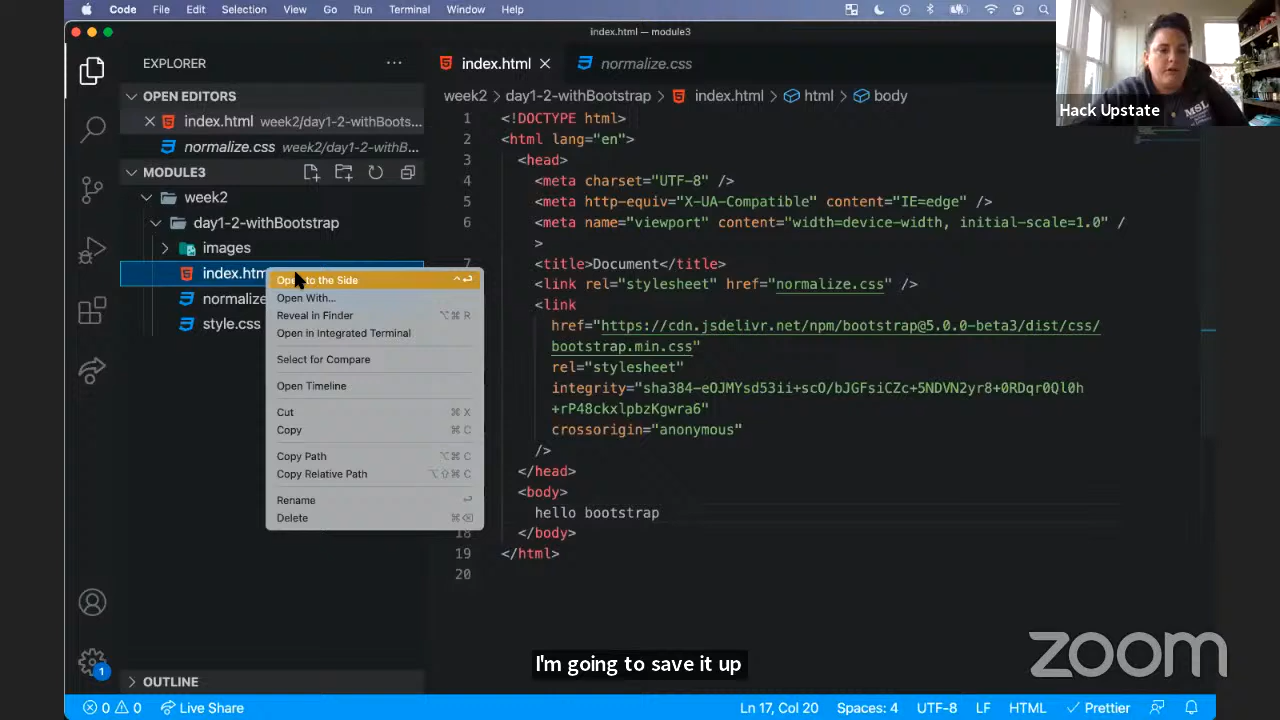 Code File Edit Selection View Go Run Terminal Window Help
index.html — module3
EXPLORER
OPEN EDITORS
index.html week2/day1-2-withBoots...
normalize.css week2/day1-2-withB...
MODULE3
week2
day1-2-withBootstrap
images
index.htm
normalize
style.css
OUTLINE
Open to the Side ^⏎
Open With...
Reveal in Finder ⌥⌘ R
Open in Integrated Terminal
Select for Compare
Open Timeline
Cut ⌘ X
Copy ⌘ C
Copy Path ⌥⌘ C
Copy Relative Path ⌥⇧⌘ C
Rename ⏎
Delete ⌘⌫
index.html normalize.css
week2 > day1-2-withBootstrap > index.html > html > body
1 <!DOCTYPE html>
2 <html lang="en">
3 <head>
4 <meta charset="UTF-8" />
5 <meta http-equiv="X-UA-Compatible" content="IE=edge" />
6 <meta name="viewport" content="width=device-width, initial-scale=1.0" /
>
7 <title>Document</title>
<link rel="stylesheet" href="normalize.css" />
<link
href="https://cdn.jsdelivr.net/npm/bootstrap@5.0.0-beta3/dist/css/
bootstrap.min.css"
rel="stylesheet"
integrity="sha384-eOJMYsd53ii+scO/bJGFsiCZc+5NDVN2yr8+0RDqr0Ql0h
+rP48ckxlpbzKgwra6"
crossorigin="anonymous"
/>
</head>
<body>
hello bootstrap
18 </body>
19 </html>
20
Hack Upstate
MSL
I'm going to save it up
zoom
1
0 0 Live Share
Ln 17, Col 20 Spaces: 4 UTF-8 LF HTML Prettier